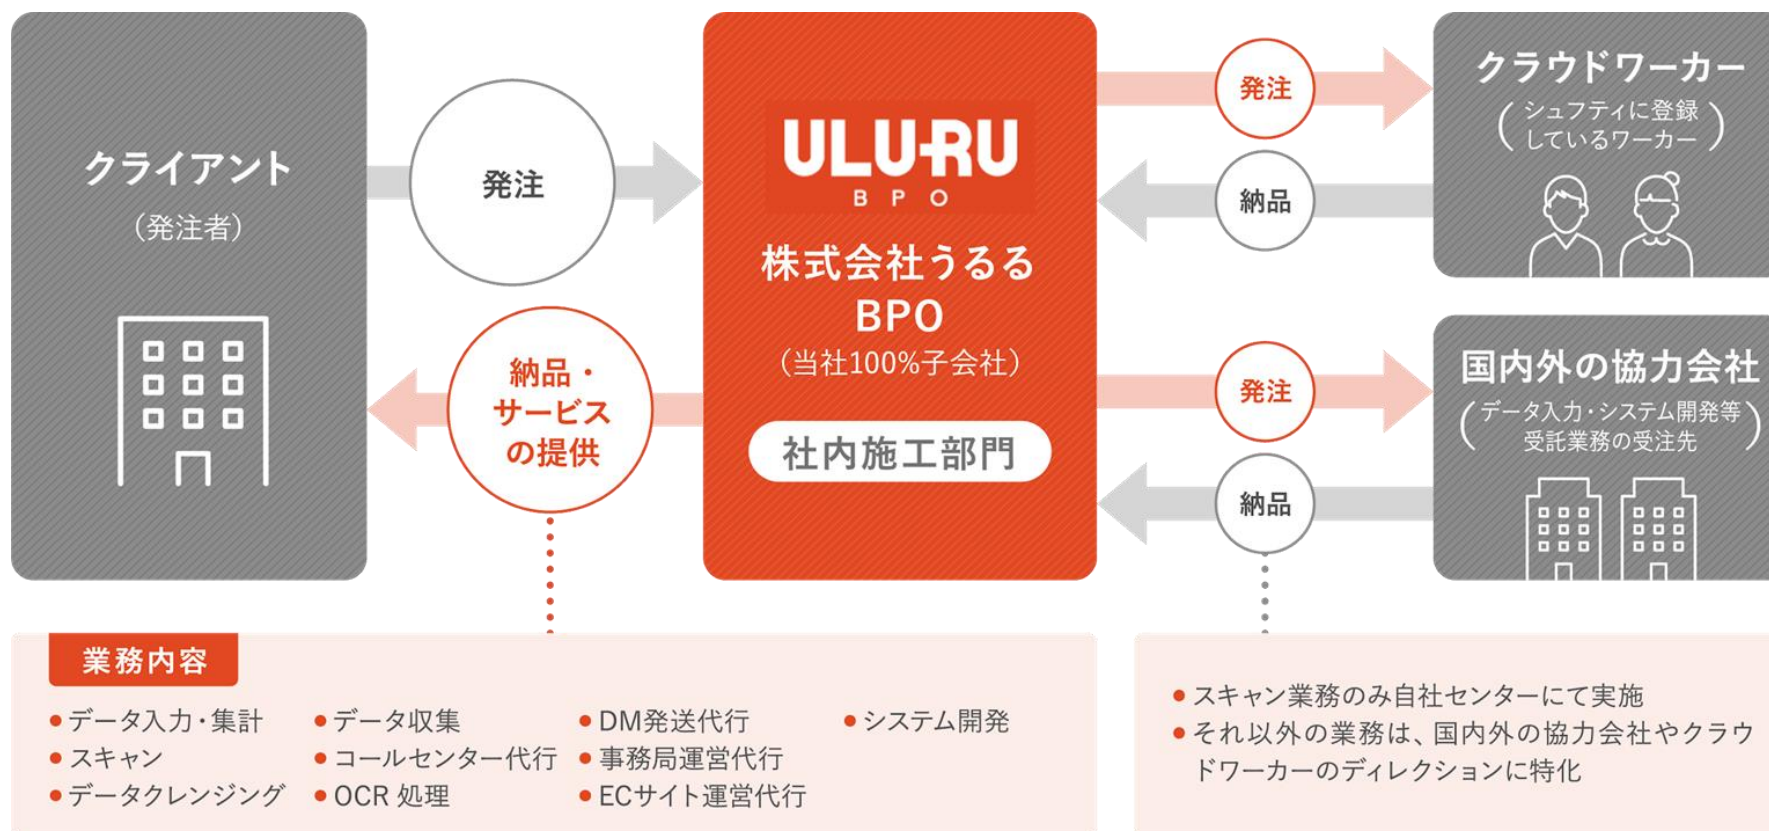 クライアント
（発注者）
発注
納品・
サービス
の提供
ULURU
BPO
株式会社うるる
BPO
（当社100%子会社）
社内施工部門
発注
納品
クラウドワーカー
（シュフティに登録
しているワーカー）
発注
納品
国内外の協力会社
（データ入力・システム開発等
受託業務の受注先）
業務内容
●データ入力・集計
●スキャン
●データクレンジング
●データ収集
●コールセンター代行
●OCR 処理
●DM発送代行
●事務局運営代行
●ECサイト運営代行
●システム開発
●スキャン業務のみ自社センターにて実施
●それ以外の業務は、国内外の協力会社やクラウ
ドワーカーのディレクションに特化